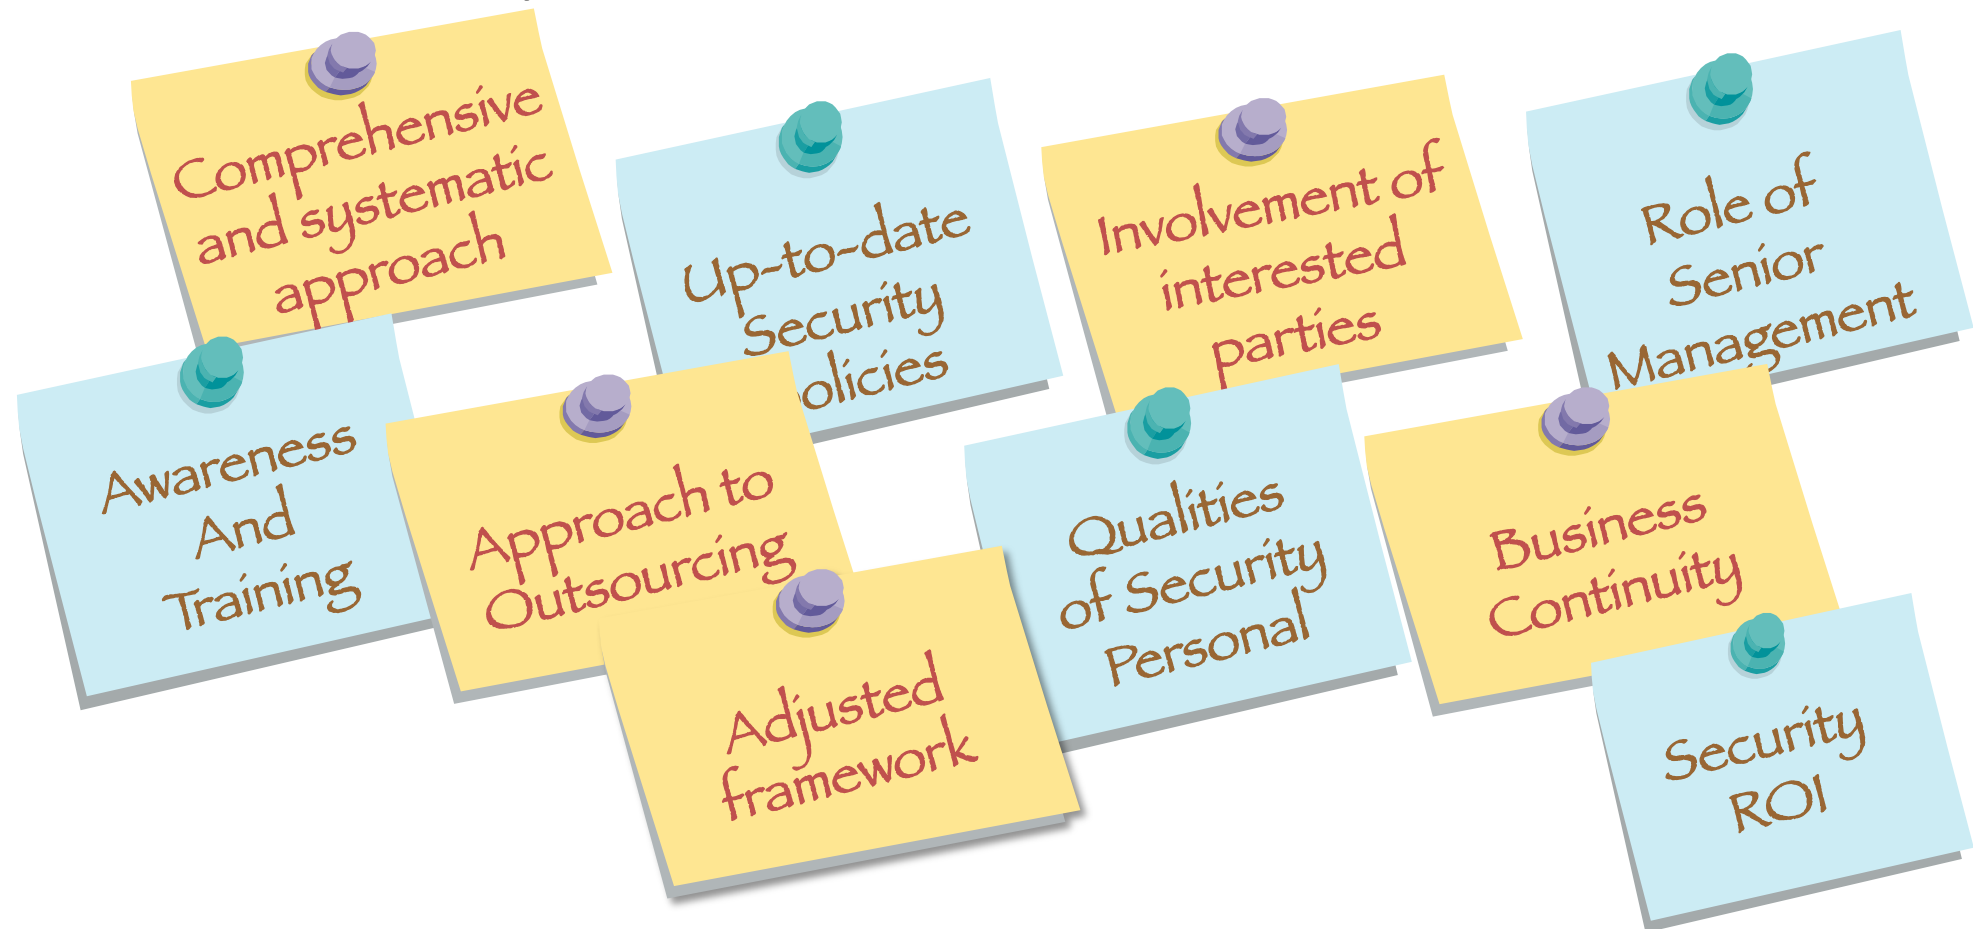 Comprehensive
and systematic
approach
Up-to-date
Security
olicies
Involvement of
interested
parties
Role of
Senior
Management
Awareness
And
Training
Approach to
Outsourcing
Qualities
of Security
Personal
Business
Continuity
Adjusted
framework
Security
ROI